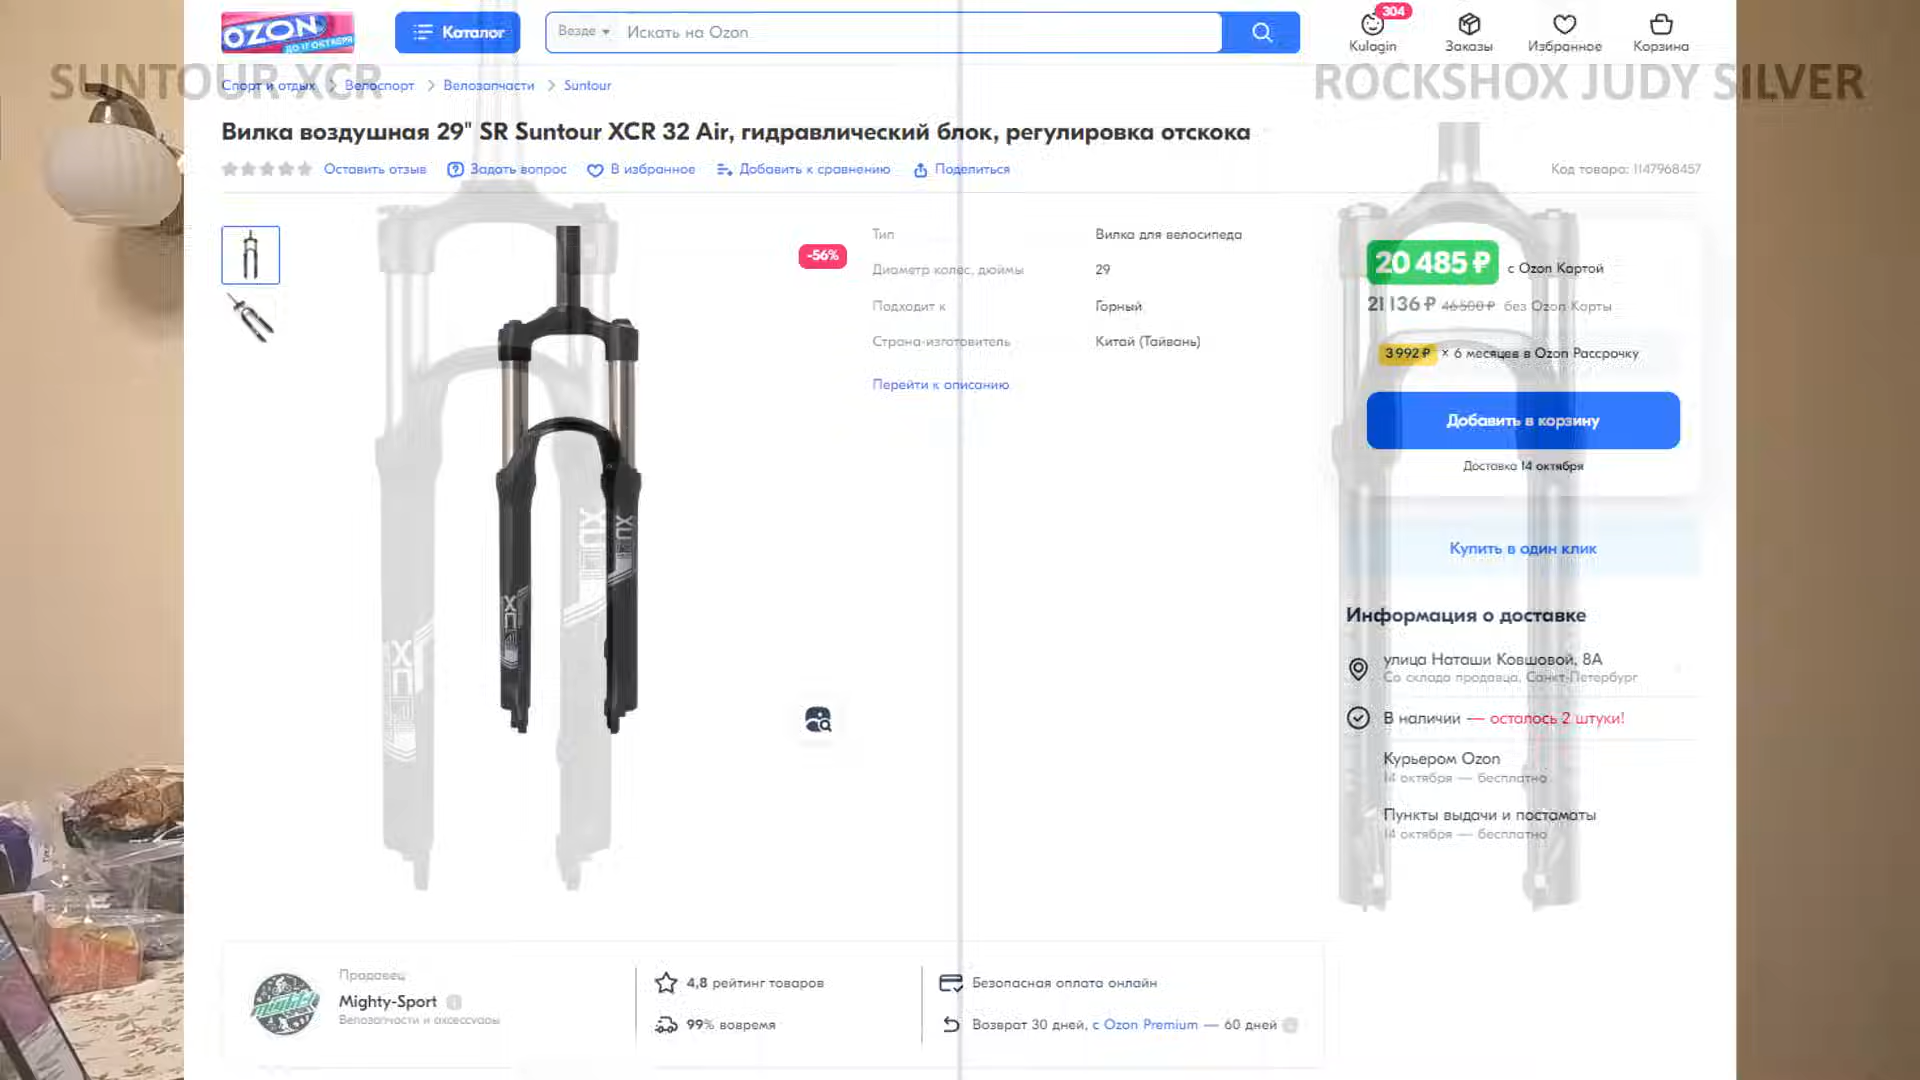 OZON
ДО 17 ОКТЯБРЯ
Каталог
Везде
Искать на Ozon
304
Kulagin
Заказы
Избранное
Корзина
SUNTOUR XCR
ROCKSHOX JUDY SILVER
Спорт и отдых
Велоспорт
Велозапчасти
Suntour
Вилка воздушная 29" SR Suntour XCR 32 Air, гидравлический блок, регулировка отскока
Оставить отзыв
Задать вопрос
В избранное
Добавить к сравнению
Поделиться
Код товара: 1147968457
-56%
Тип
Вилка для велосипеда
Диаметр колес, дюймы
29
Подходит к
Горный
Страна-изготовитель
Китай (Тайвань)
Перейти к описанию
20 485 ₽ с Ozon Картой
21 136 ₽ 46 500 ₽ без Ozon Карты
3 992 ₽ × 6 месяцев в Ozon Рассрочку
Добавить в корзину
Доставка 14 октября
Купить в один клик
Информация о доставке
улица Наташи Ковшовой, 8А
Со склада продавца, Санкт-Петербург
В наличии — осталось 2 штуки!
Курьером Ozon
14 октября — бесплатно
Пункты выдачи и постаматы
14 октября — бесплатно
Продавец
Mighty-Sport
Велозапчасти и аксессуары
4,8 рейтинг товаров
99% вовремя
Безопасная оплата онлайн
Возврат 30 дней, с Ozon Premium — 60 дней